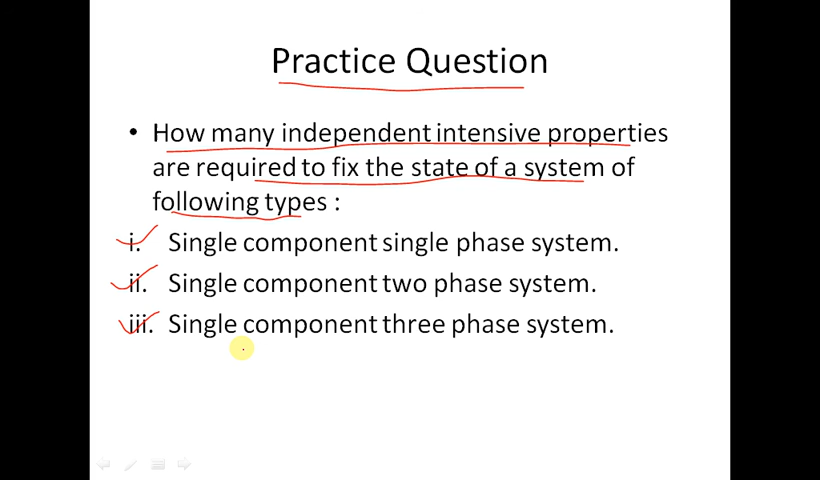 Practice Question
• How many independent intensive properties
are required to fix the state of a system of
following types :
i. Single component single phase system.
ii. Single component two phase system.
iii. Single component three phase system.